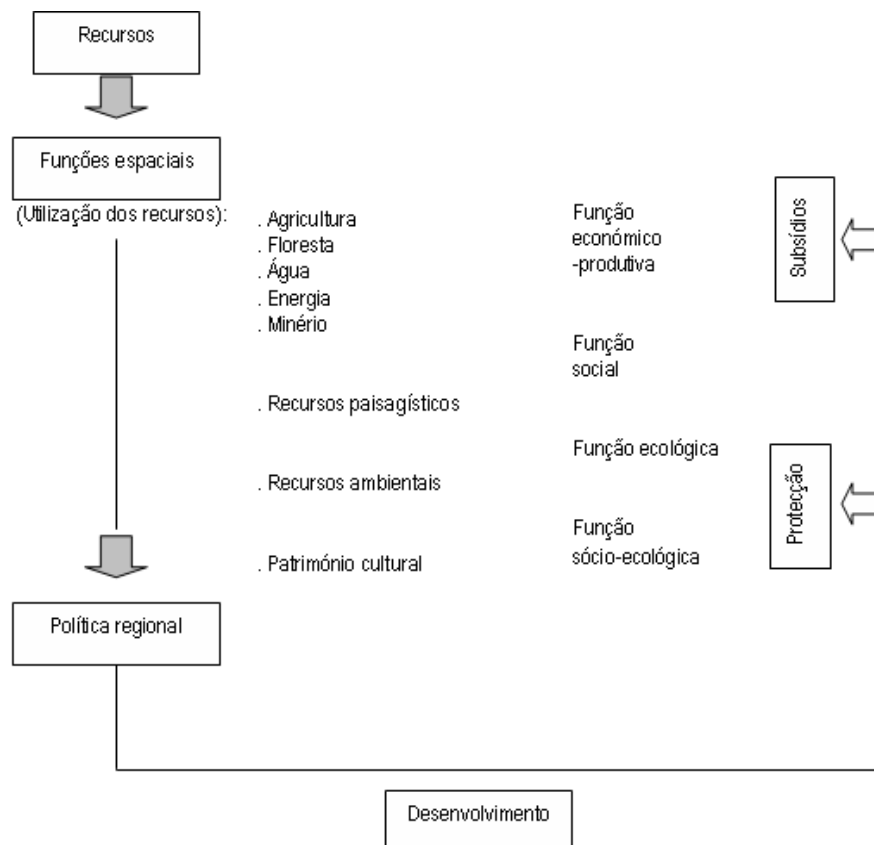 Recursos
Funções espaciais
(Utilização dos recursos):
. Agricultura
. Floresta
. Água
. Energia
. Minério
. Recursos paisagísticos
. Recursos ambientais
. Património cultural
Função
económico
-produtiva
Função
social
Função ecológica
Função
sócio-ecológica
Subsídios
Protecção
Política regional
Desenvolvimento